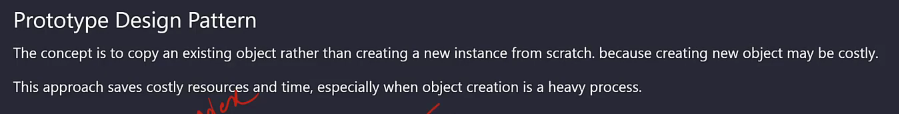 Prototype Design Pattern
The concept is to copy an existing object rather than creating a new instance from scratch. because creating new object may be costly.
This approach saves costly resources and time, especially when object creation is a heavy process.